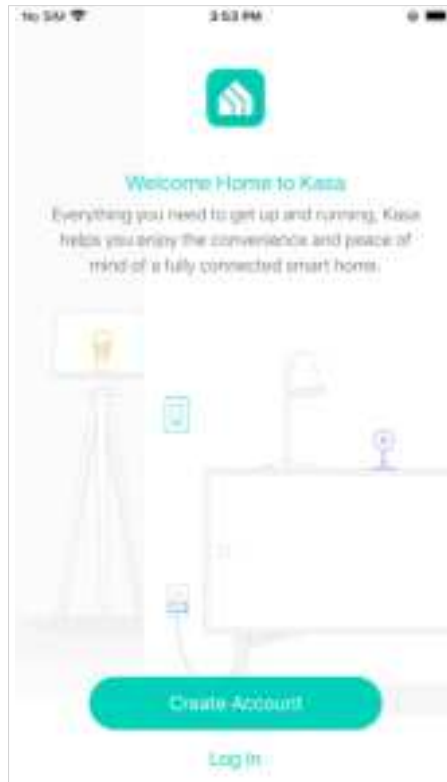 No SIM 3:53 PM
Welcome Home to Kasa
Everything you need to get up and running, Kasa
helps you enjoy the convenience and peace of
mind of a fully connected smart home.
Create Account
Log In